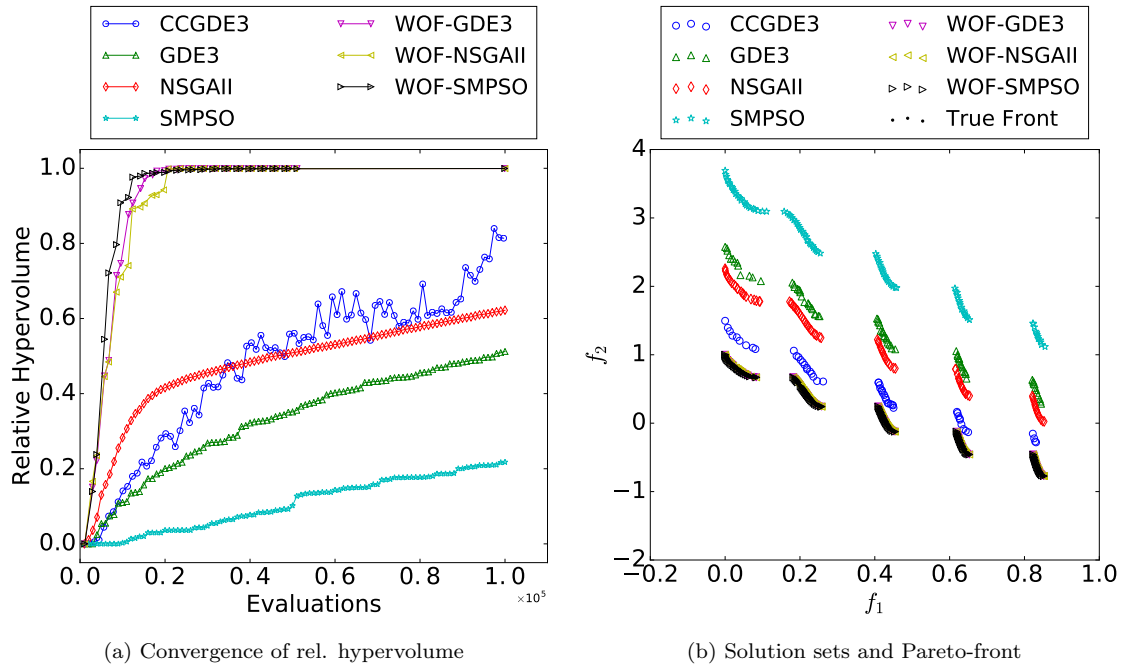 CCGDE3
GDE3
NSGAII
SMPSO
WOF-GDE3
WOF-NSGAII
WOF-SMPSO
Relative Hypervolume
1.0
0.8
0.6
0.4
0.2
0.0
0.0 0.2 0.4 0.6 0.8 1.0
×10⁵
Evaluations
(a) Convergence of rel. hypervolume
CCGDE3
GDE3
NSGAII
SMPSO
WOF-GDE3
WOF-NSGAII
WOF-SMPSO
True Front
f₂
4
3
2
1
0
−1
−2
−0.2 0.0 0.2 0.4 0.6 0.8 1.0
f₁
(b) Solution sets and Pareto-front